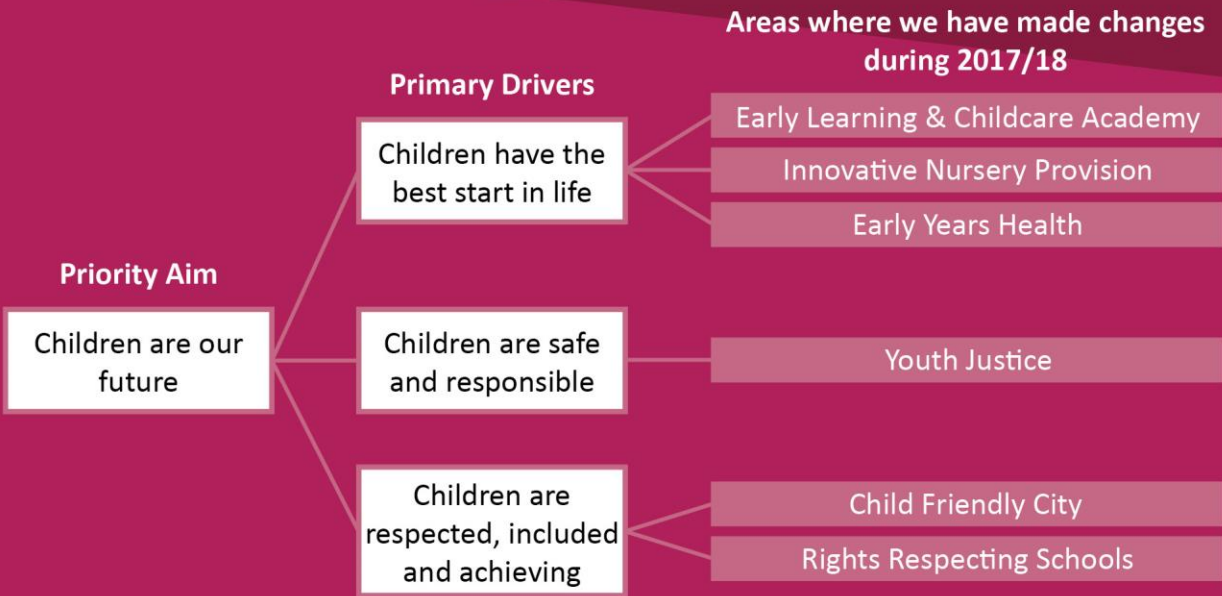 Areas where we have made changes
during 2017/18
Primary Drivers
Children have the
best start in life
Early Learning & Childcare Academy
Innovative Nursery Provision
Early Years Health
Priority Aim
Children are our
future
Children are safe
and responsible
Youth Justice
Children are
respected, included
and achieving
Child Friendly City
Rights Respecting Schools